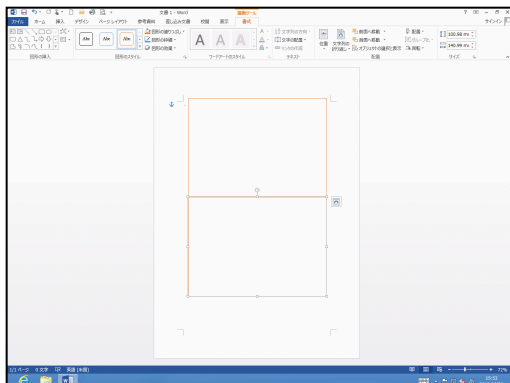 文書 1 - Word
描画ツール
サインイン
ファイル ホーム 挿入 デザイン ページ レイアウト 参考資料 差し込み文書 校閲 表示 書式
Abc Abc Abc
図形の塗りつぶし
図形の枠線
図形の効果
A A A
文字列の方向
文字の配置
リンクの作成
位置
文字列の折り返し
前面へ移動
背面へ移動
オブジェクトの選択と表示
配置
グループ化
回転
100.98 mm
146.99 mm
図形の挿入 図形のスタイル ワードアートのスタイル テキスト 配置 サイズ
1/1 ページ 0 文字 英語 (米国)
72%
15:53